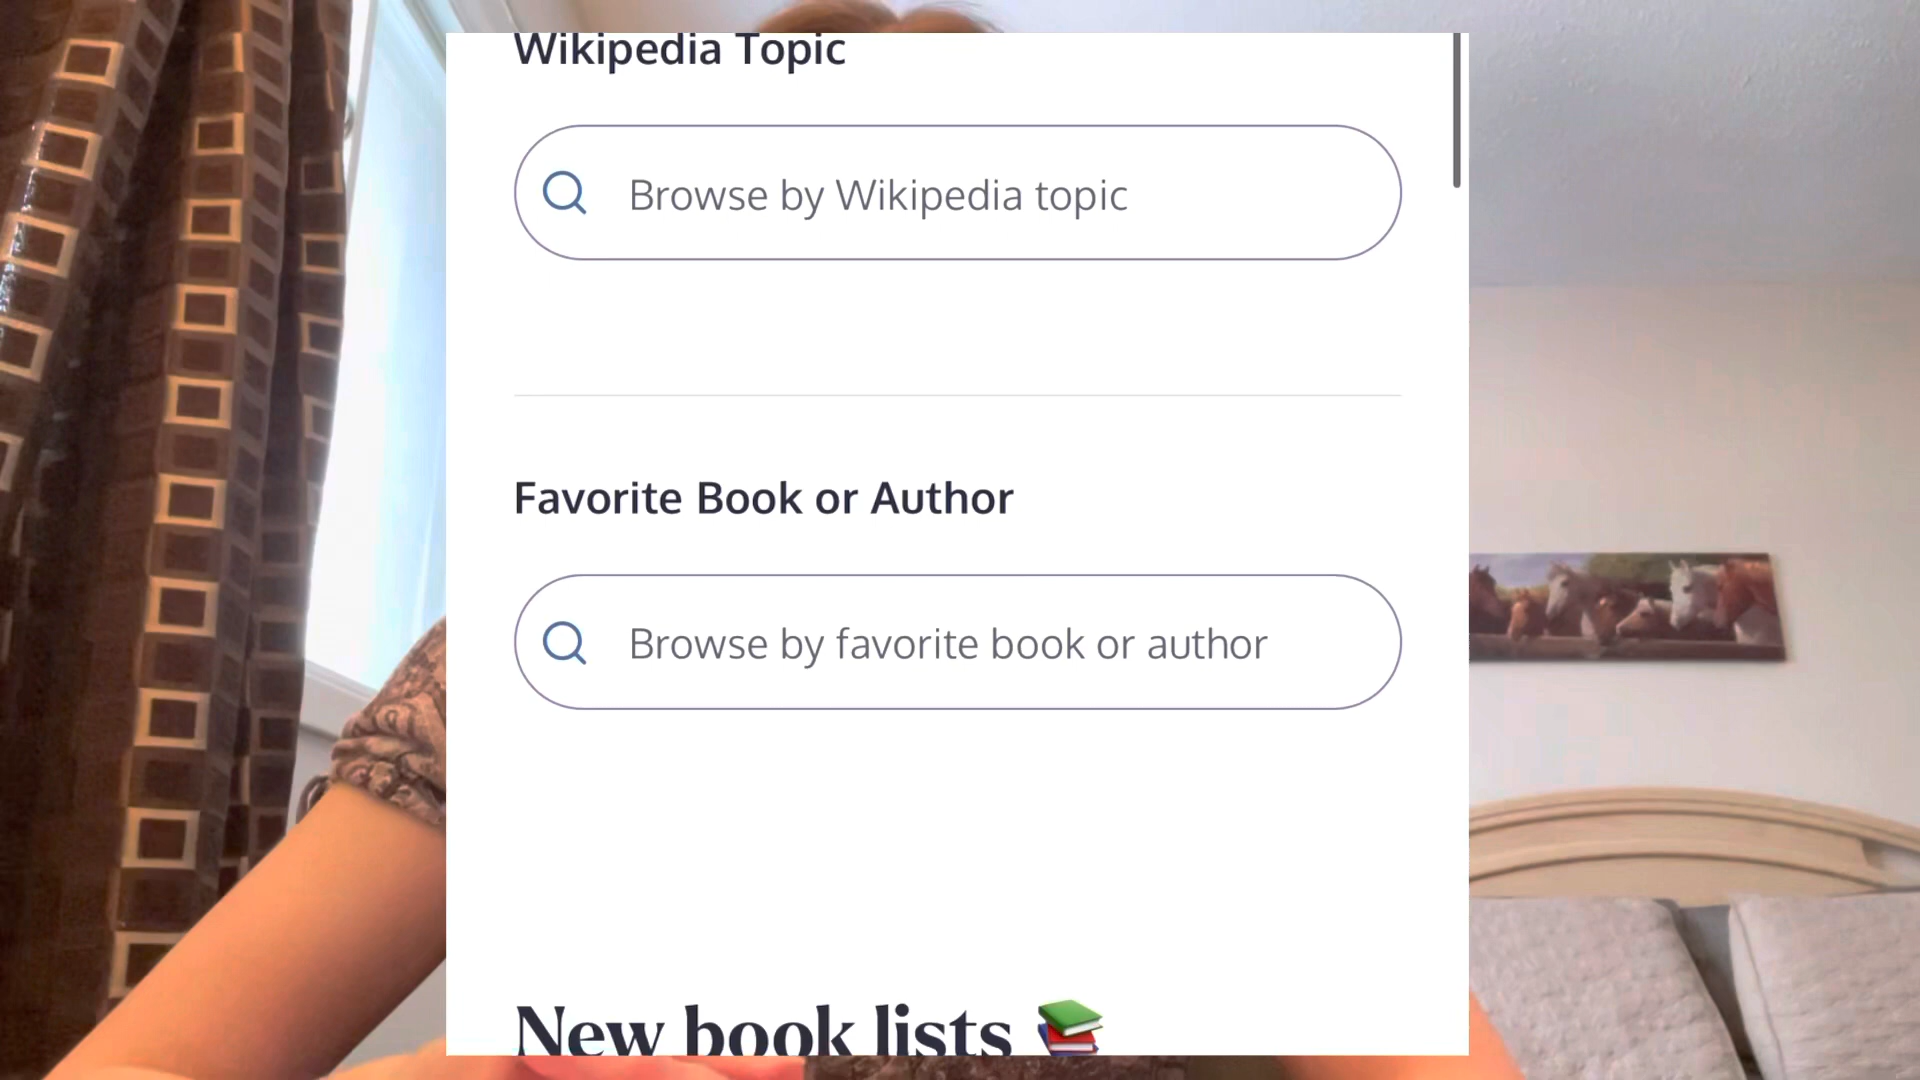 Wikipedia Topic
Browse by Wikipedia topic
Favorite Book or Author
Browse by favorite book or author
New book lists 📚